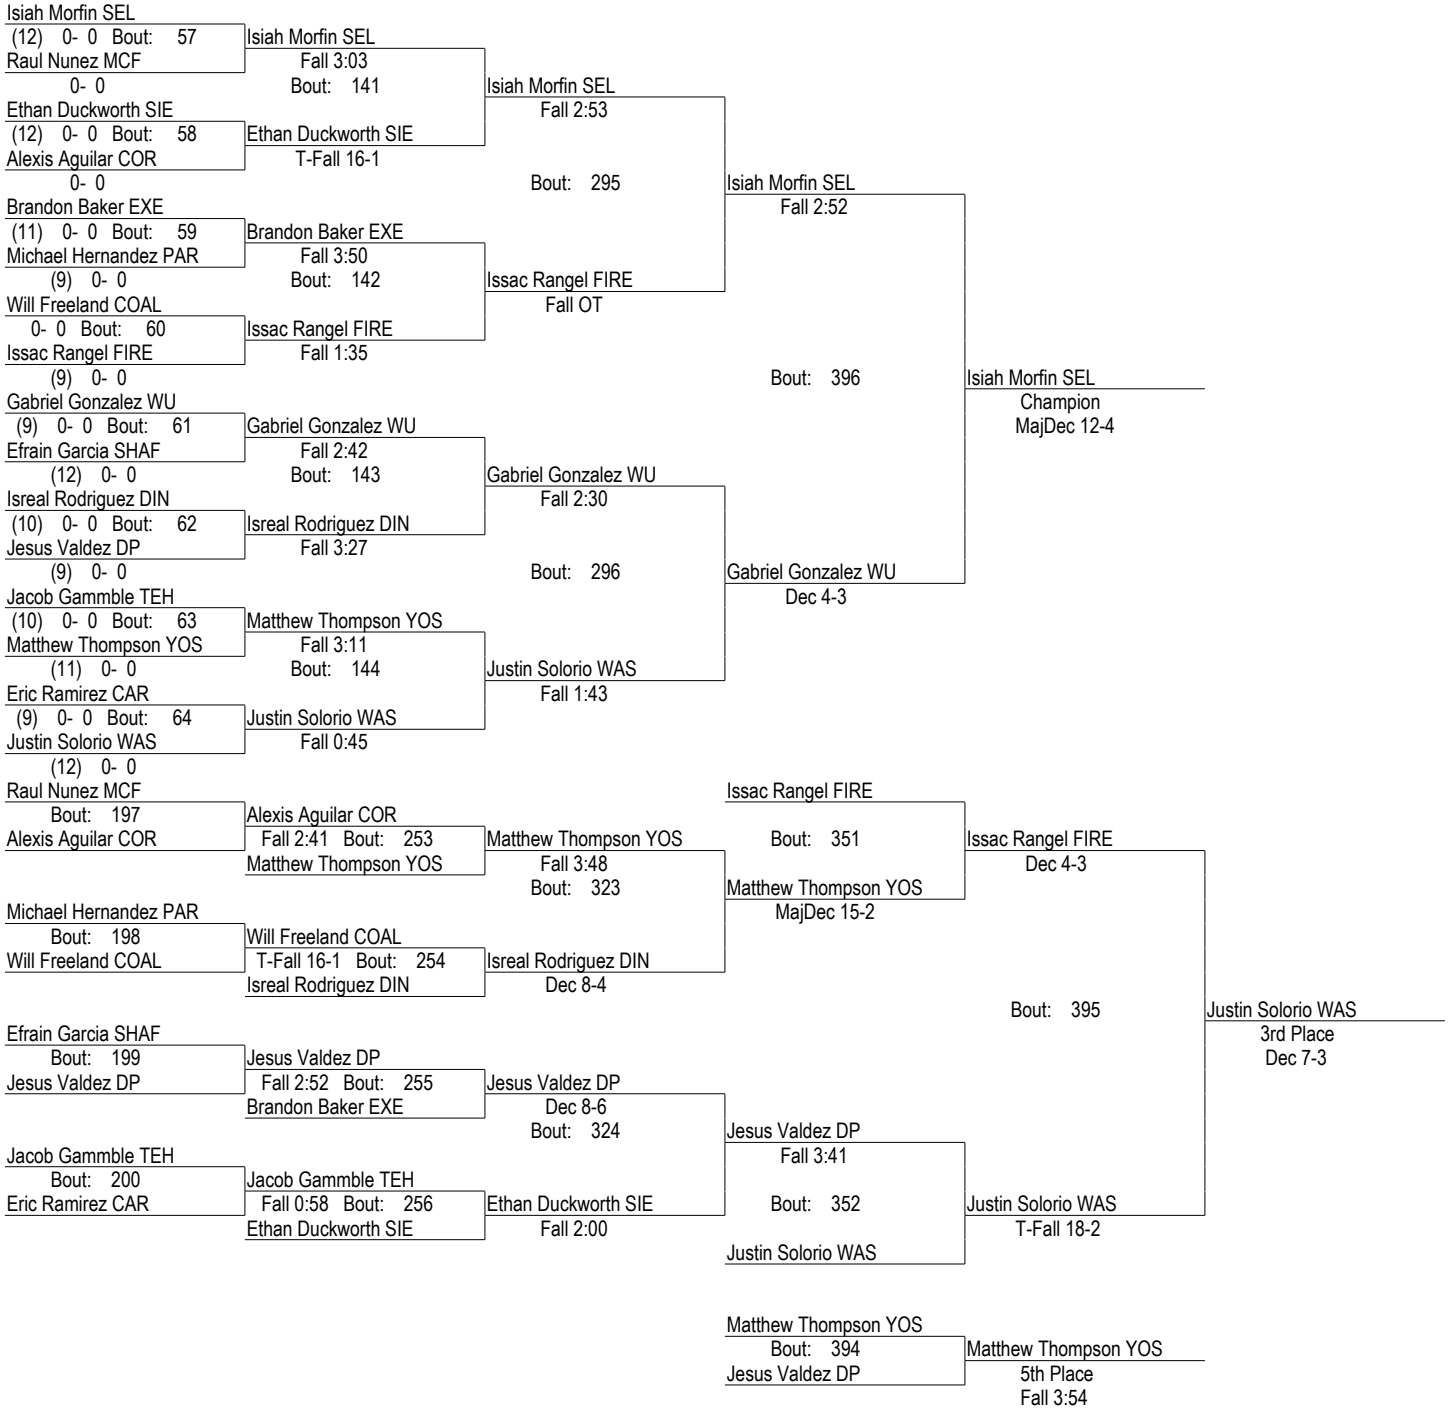 Isiah Morfin SEL
(12) 0- 0 Bout: 57 Isiah Morfin SEL
Raul Nunez MCF Fall 3:03
0- 0 Bout: 141 Isiah Morfin SEL
Ethan Duckworth SIE Fall 2:53
(12) 0- 0 Bout: 58 Ethan Duckworth SIE
Alexis Aguilar COR T-Fall 16-1
0- 0 Bout: 295 Isiah Morfin SEL
Brandon Baker EXE Fall 2:52
(11) 0- 0 Bout: 59 Brandon Baker EXE
Michael Hernandez PAR Fall 3:50
(9) 0- 0 Bout: 142 Issac Rangel FIRE
Will Freeland COAL Fall OT
0- 0 Bout: 60 Issac Rangel FIRE
Issac Rangel FIRE Fall 1:35
(9) 0- 0 Bout: 396 Isiah Morfin SEL
Gabriel Gonzalez WU Champion
(9) 0- 0 Bout: 61 Gabriel Gonzalez WU MajDec 12-4
Efrain Garcia SHAF Fall 2:42
(12) 0- 0 Bout: 143 Gabriel Gonzalez WU
Isreal Rodriguez DIN Fall 2:30
(10) 0- 0 Bout: 62 Isreal Rodriguez DIN
Jesus Valdez DP Fall 3:27
(9) 0- 0 Bout: 296 Gabriel Gonzalez WU
Jacob Gammble TEH Dec 4-3
(10) 0- 0 Bout: 63 Matthew Thompson YOS
Matthew Thompson YOS Fall 3:11
(11) 0- 0 Bout: 144 Justin Solorio WAS
Eric Ramirez CAR Fall 1:43
(9) 0- 0 Bout: 64 Justin Solorio WAS
Justin Solorio WAS Fall 0:45
(12) 0- 0
Raul Nunez MCF Issac Rangel FIRE
Bout: 197 Alexis Aguilar COR
Alexis Aguilar COR Fall 2:41 Bout: 253 Matthew Thompson YOS Bout: 351 Issac Rangel FIRE
Matthew Thompson YOS Fall 3:48 Dec 4-3
Bout: 323 Matthew Thompson YOS
Michael Hernandez PAR MajDec 15-2
Bout: 198 Will Freeland COAL
Will Freeland COAL T-Fall 16-1 Bout: 254 Isreal Rodriguez DIN
Isreal Rodriguez DIN Dec 8-4
Bout: 395 Justin Solorio WAS
Efrain Garcia SHAF 3rd Place
Bout: 199 Jesus Valdez DP Dec 7-3
Jesus Valdez DP Fall 2:52 Bout: 255 Jesus Valdez DP
Brandon Baker EXE Dec 8-6
Bout: 324 Jesus Valdez DP
Jacob Gammble TEH Fall 3:41
Bout: 200 Jacob Gammble TEH
Eric Ramirez CAR Fall 0:58 Bout: 256 Ethan Duckworth SIE Bout: 352 Justin Solorio WAS
Ethan Duckworth SIE Fall 2:00 T-Fall 18-2
Justin Solorio WAS
Matthew Thompson YOS
Bout: 394 Matthew Thompson YOS
Jesus Valdez DP 5th Place
Fall 3:54